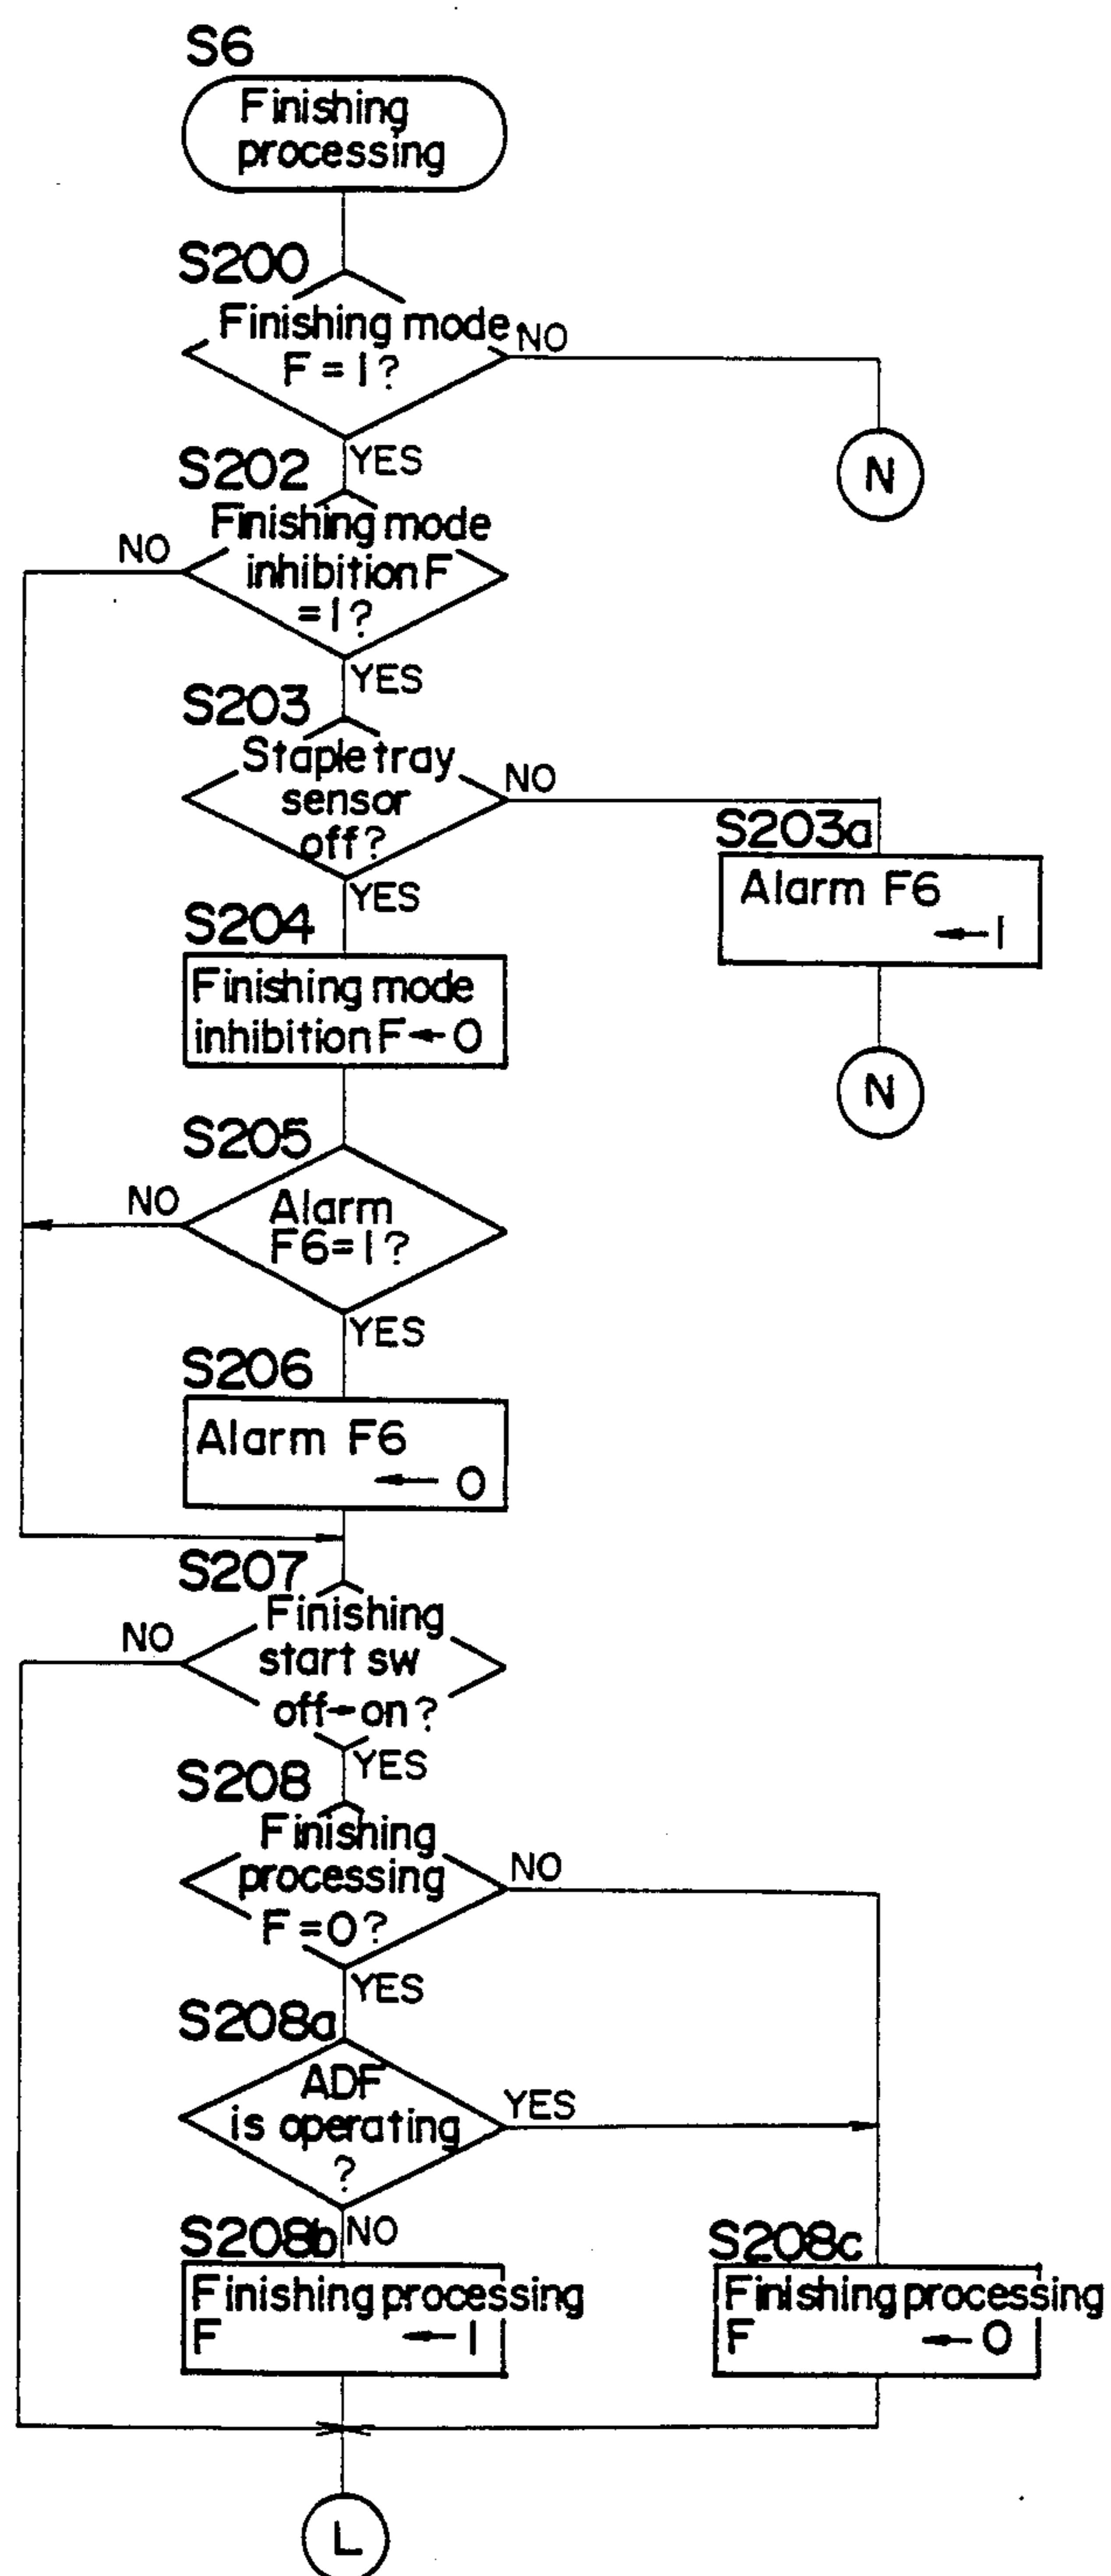 S6
Finishing
processing
S200
Finishing mode
F=1?
NO
N
YES
S202
Finishing mode
inhibition F
=1?
NO
YES
S203
Staple tray
sensor
off?
NO
S203a
Alarm F6
←1
N
YES
S204
Finishing mode
inhibition F←0
S205
Alarm
F6=1?
NO
YES
S206
Alarm F6
←0
S207
Finishing
start sw
off→on?
NO
YES
S208
Finishing
processing
F=0?
NO
YES
S208a
ADF
is operating
?
YES
NO
S208b
Finishing processing
F ←1
S208c
Finishing processing
F ←0
L